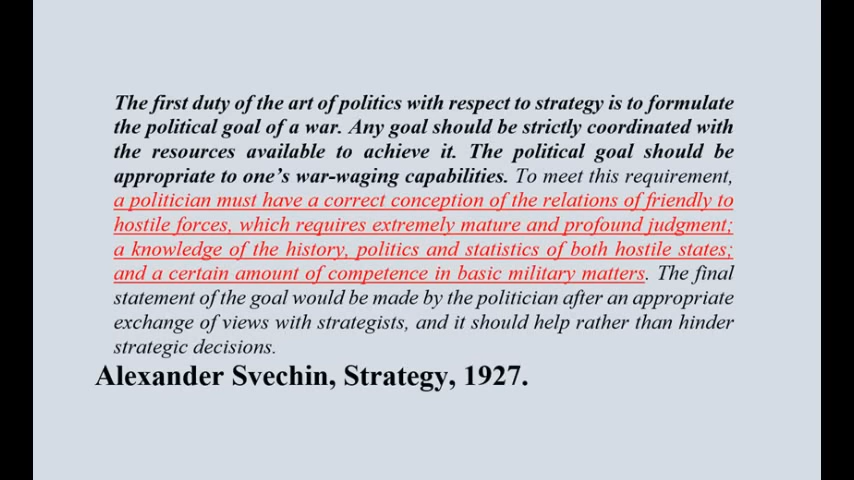 The first duty of the art of politics with respect to strategy is to formulate
the political goal of a war. Any goal should be strictly coordinated with
the resources available to achieve it. The political goal should be
appropriate to one’s war-waging capabilities. To meet this requirement,
a politician must have a correct conception of the relations of friendly to
hostile forces, which requires extremely mature and profound judgment;
a knowledge of the history, politics and statistics of both hostile states;
and a certain amount of competence in basic military matters. The final
statement of the goal would be made by the politician after an appropriate
exchange of views with strategists, and it should help rather than hinder
strategic decisions.
Alexander Svechin, Strategy, 1927.